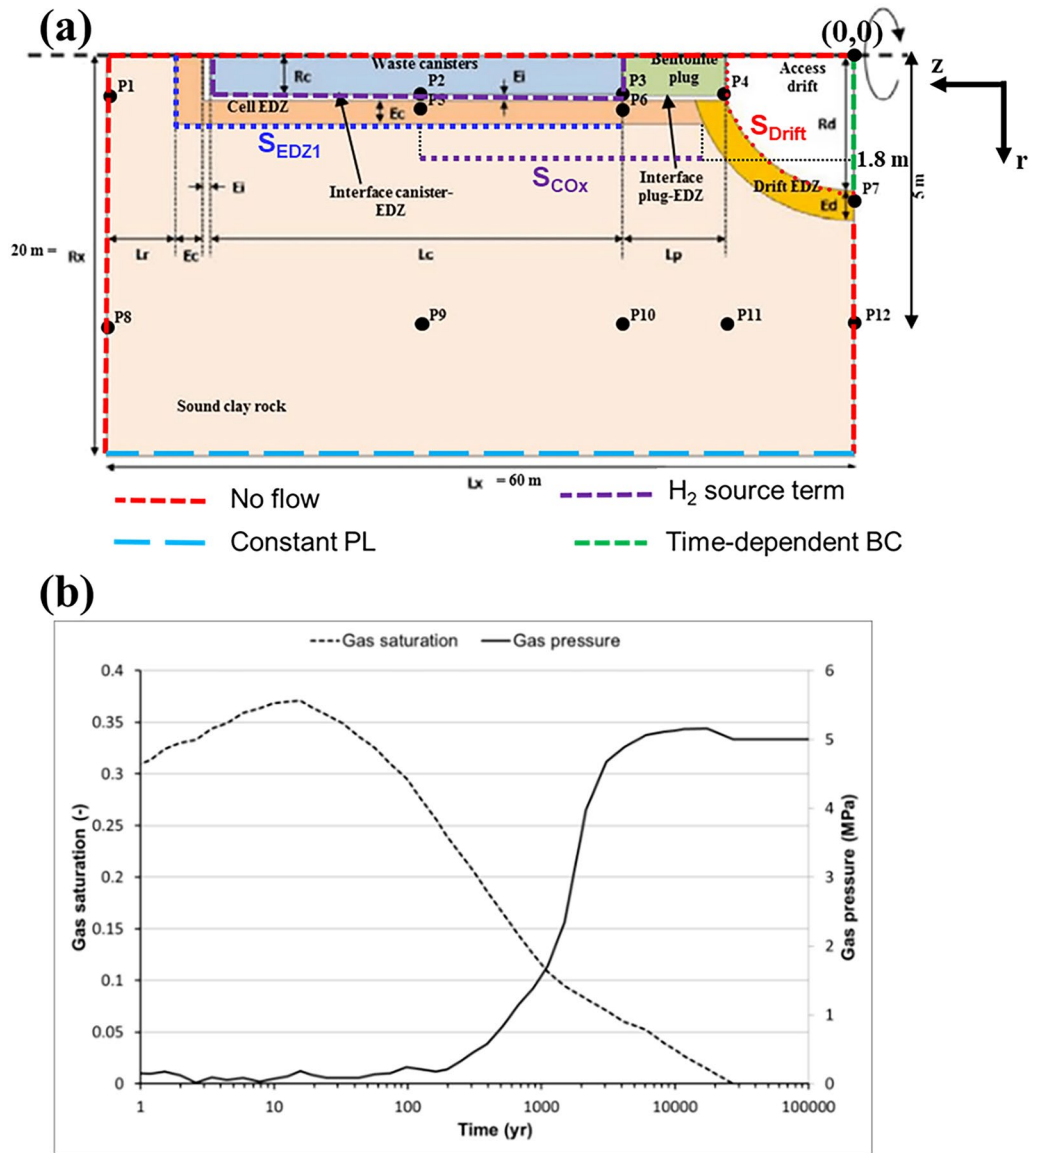 (a)
(0,0)
Waste canisters
Bentonite
plug
Access
drift
z
r
P1
Rc
P2
Ei
P3
P4
P5
P6
Cell EDZ
Ec
Rd
S_EDZ1
S_Drift
1.8 m
S_COx
Interface canister-
EDZ
Interface
plug-EDZ
Drift EDZ
P7
Ed
5 m
Ei
20 m = Rx
Lr
Ec
Lc
Lp
P8
P9
P10
P11
P12
Sound clay rock
Lx = 60 m
No flow
H₂ source term
Constant PL
Time-dependent BC
(b)
Gas saturation
Gas pressure
0.4
0.35
0.3
0.25
0.2
0.15
0.1
0.05
0
Gas saturation (-)
6
5
4
3
2
1
0
Gas pressure (MPa)
1
10
100
1000
10000
100000
Time (yr)